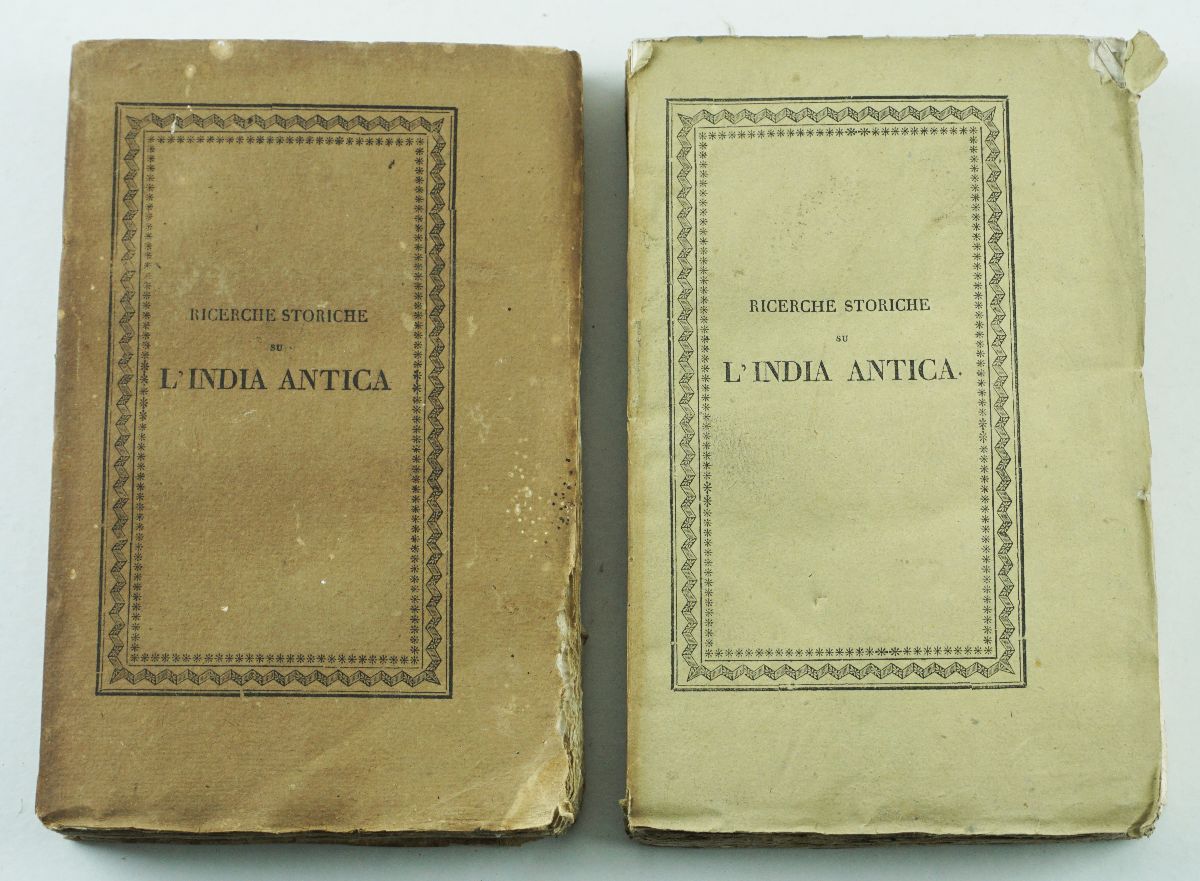 RICERCHE STORICHE
SU
L'INDIA ANTICA
RICERCHE STORICHE
SU
L'INDIA ANTICA.